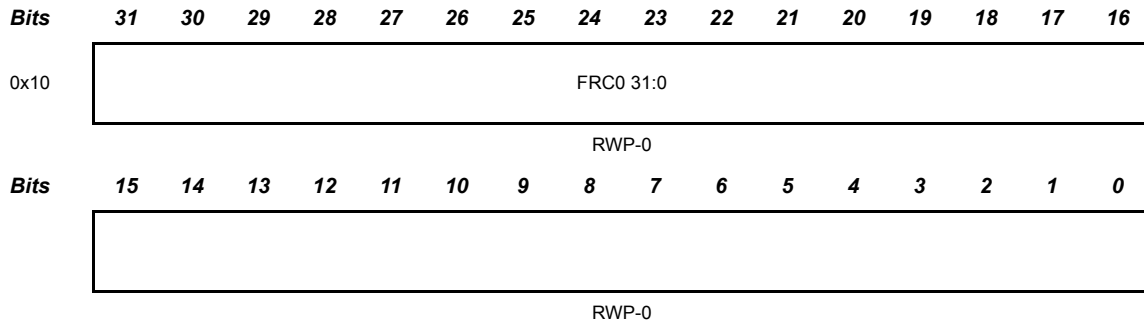 Bits 31 30 29 28 27 26 25 24 23 22 21 20 19 18 17 16
0x10 FRC0 31:0
RWP-0
Bits 15 14 13 12 11 10 9 8 7 6 5 4 3 2 1 0
RWP-0